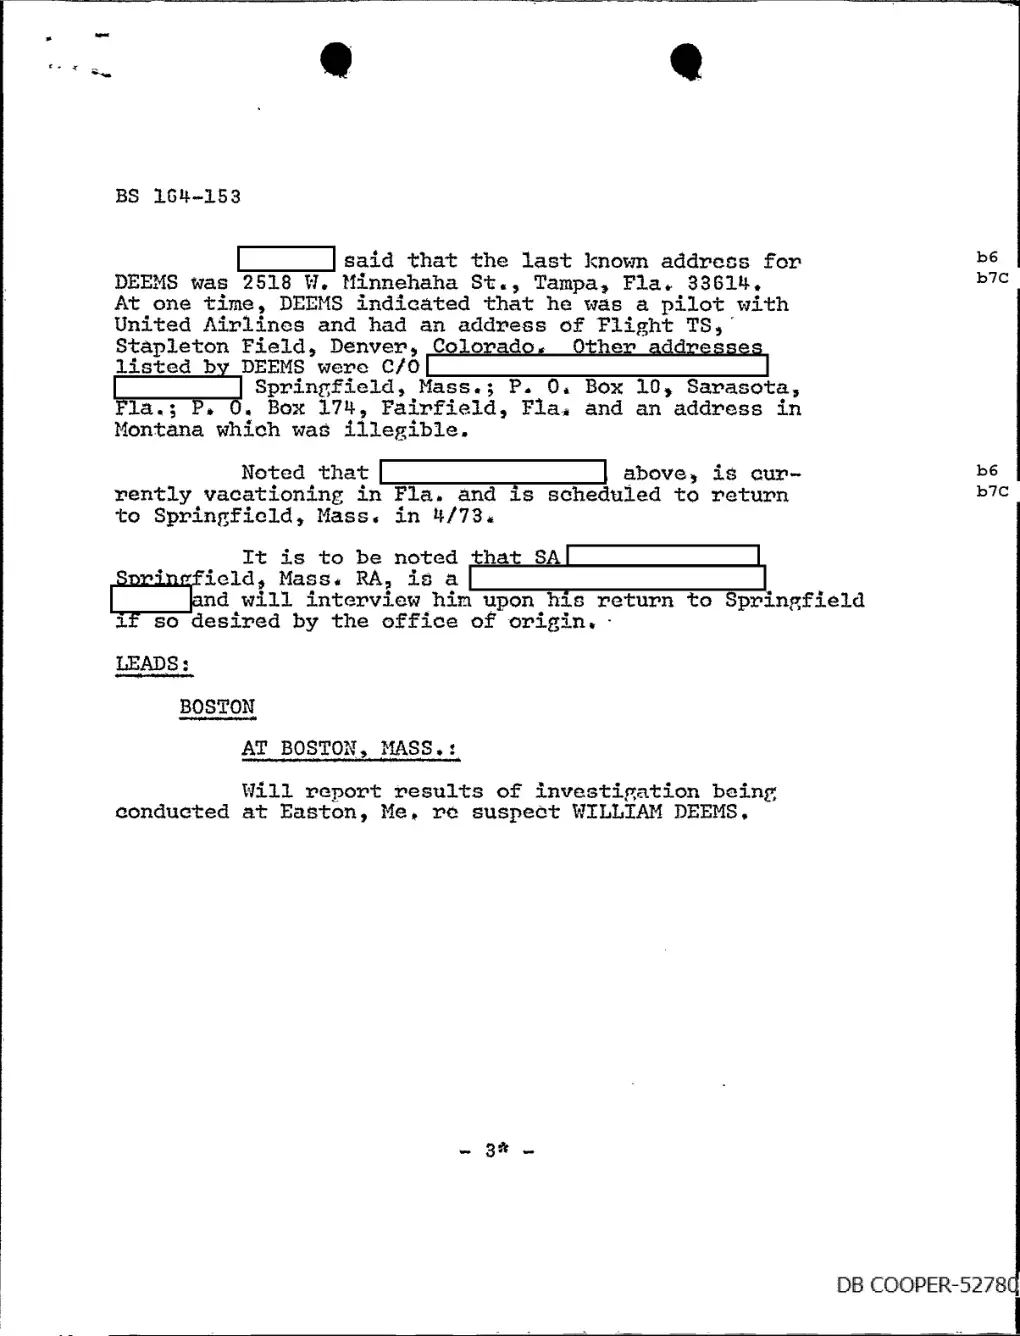 BS 164-153
said that the last known address for b6
DEEMS was 2518 W. Minnehaha St., Tampa, Fla. 33614. b7C
At one time, DEEMS indicated that he was a pilot with
United Airlines and had an address of Flight TS,
Stapleton Field, Denver, Colorado. Other addresses
listed by DEEMS were C/O
Springfield, Mass.; P. O. Box 10, Sarasota,
Fla.; P. O. Box 174, Fairfield, Fla. and an address in
Montana which was illegible.
Noted that above, is cur- b6
rently vacationing in Fla. and is scheduled to return b7C
to Springfield, Mass. in 4/73.
It is to be noted that SA
Springfield, Mass. RA, is a
and will interview him upon his return to Springfield
if so desired by the office of origin.
LEADS:
BOSTON
AT BOSTON, MASS.:
Will report results of investigation being
conducted at Easton, Me. re suspect WILLIAM DEEMS.
- 3* -
DB COOPER-52780